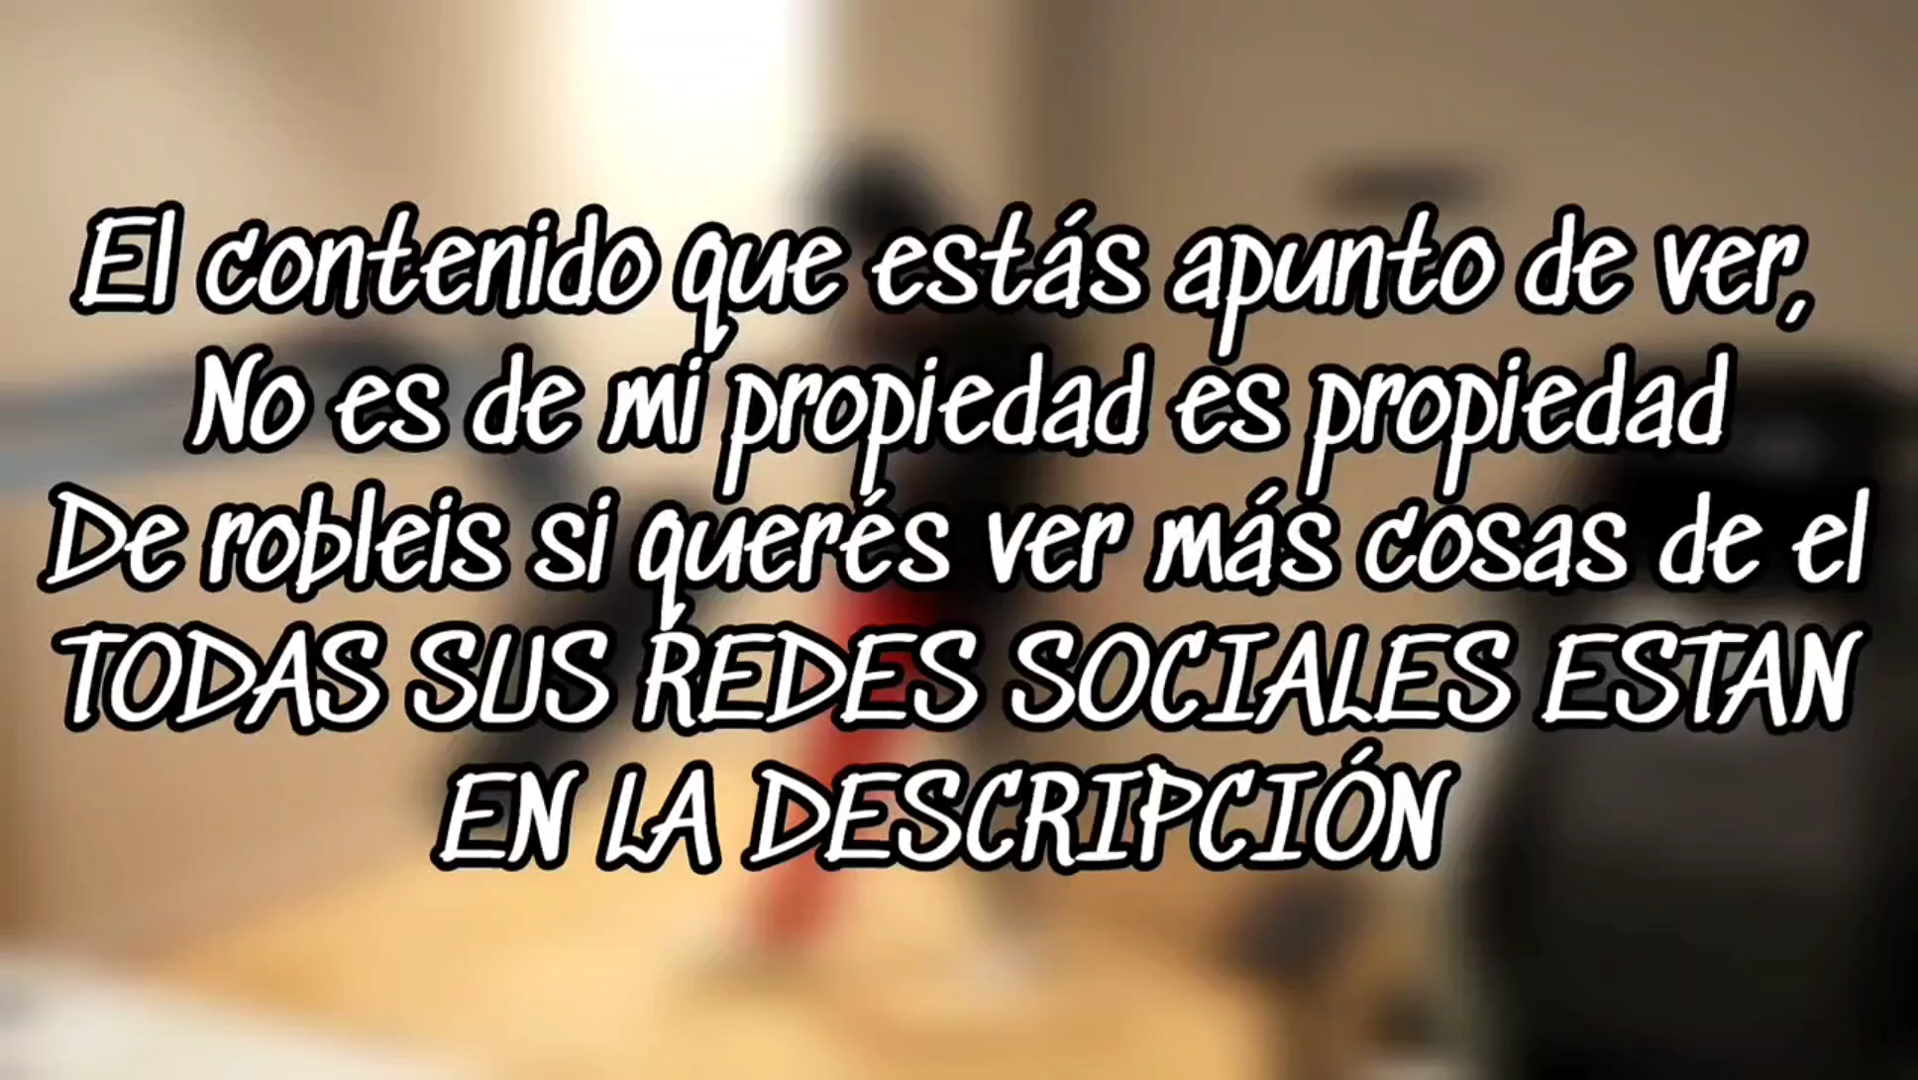 El contenido que estás apunto de ver,
No es de mi propiedad es propiedad
De robleis si querés ver más cosas de el
TODAS SUS REDES SOCIALES ESTAN
EN LA DESCRIPCIÓN